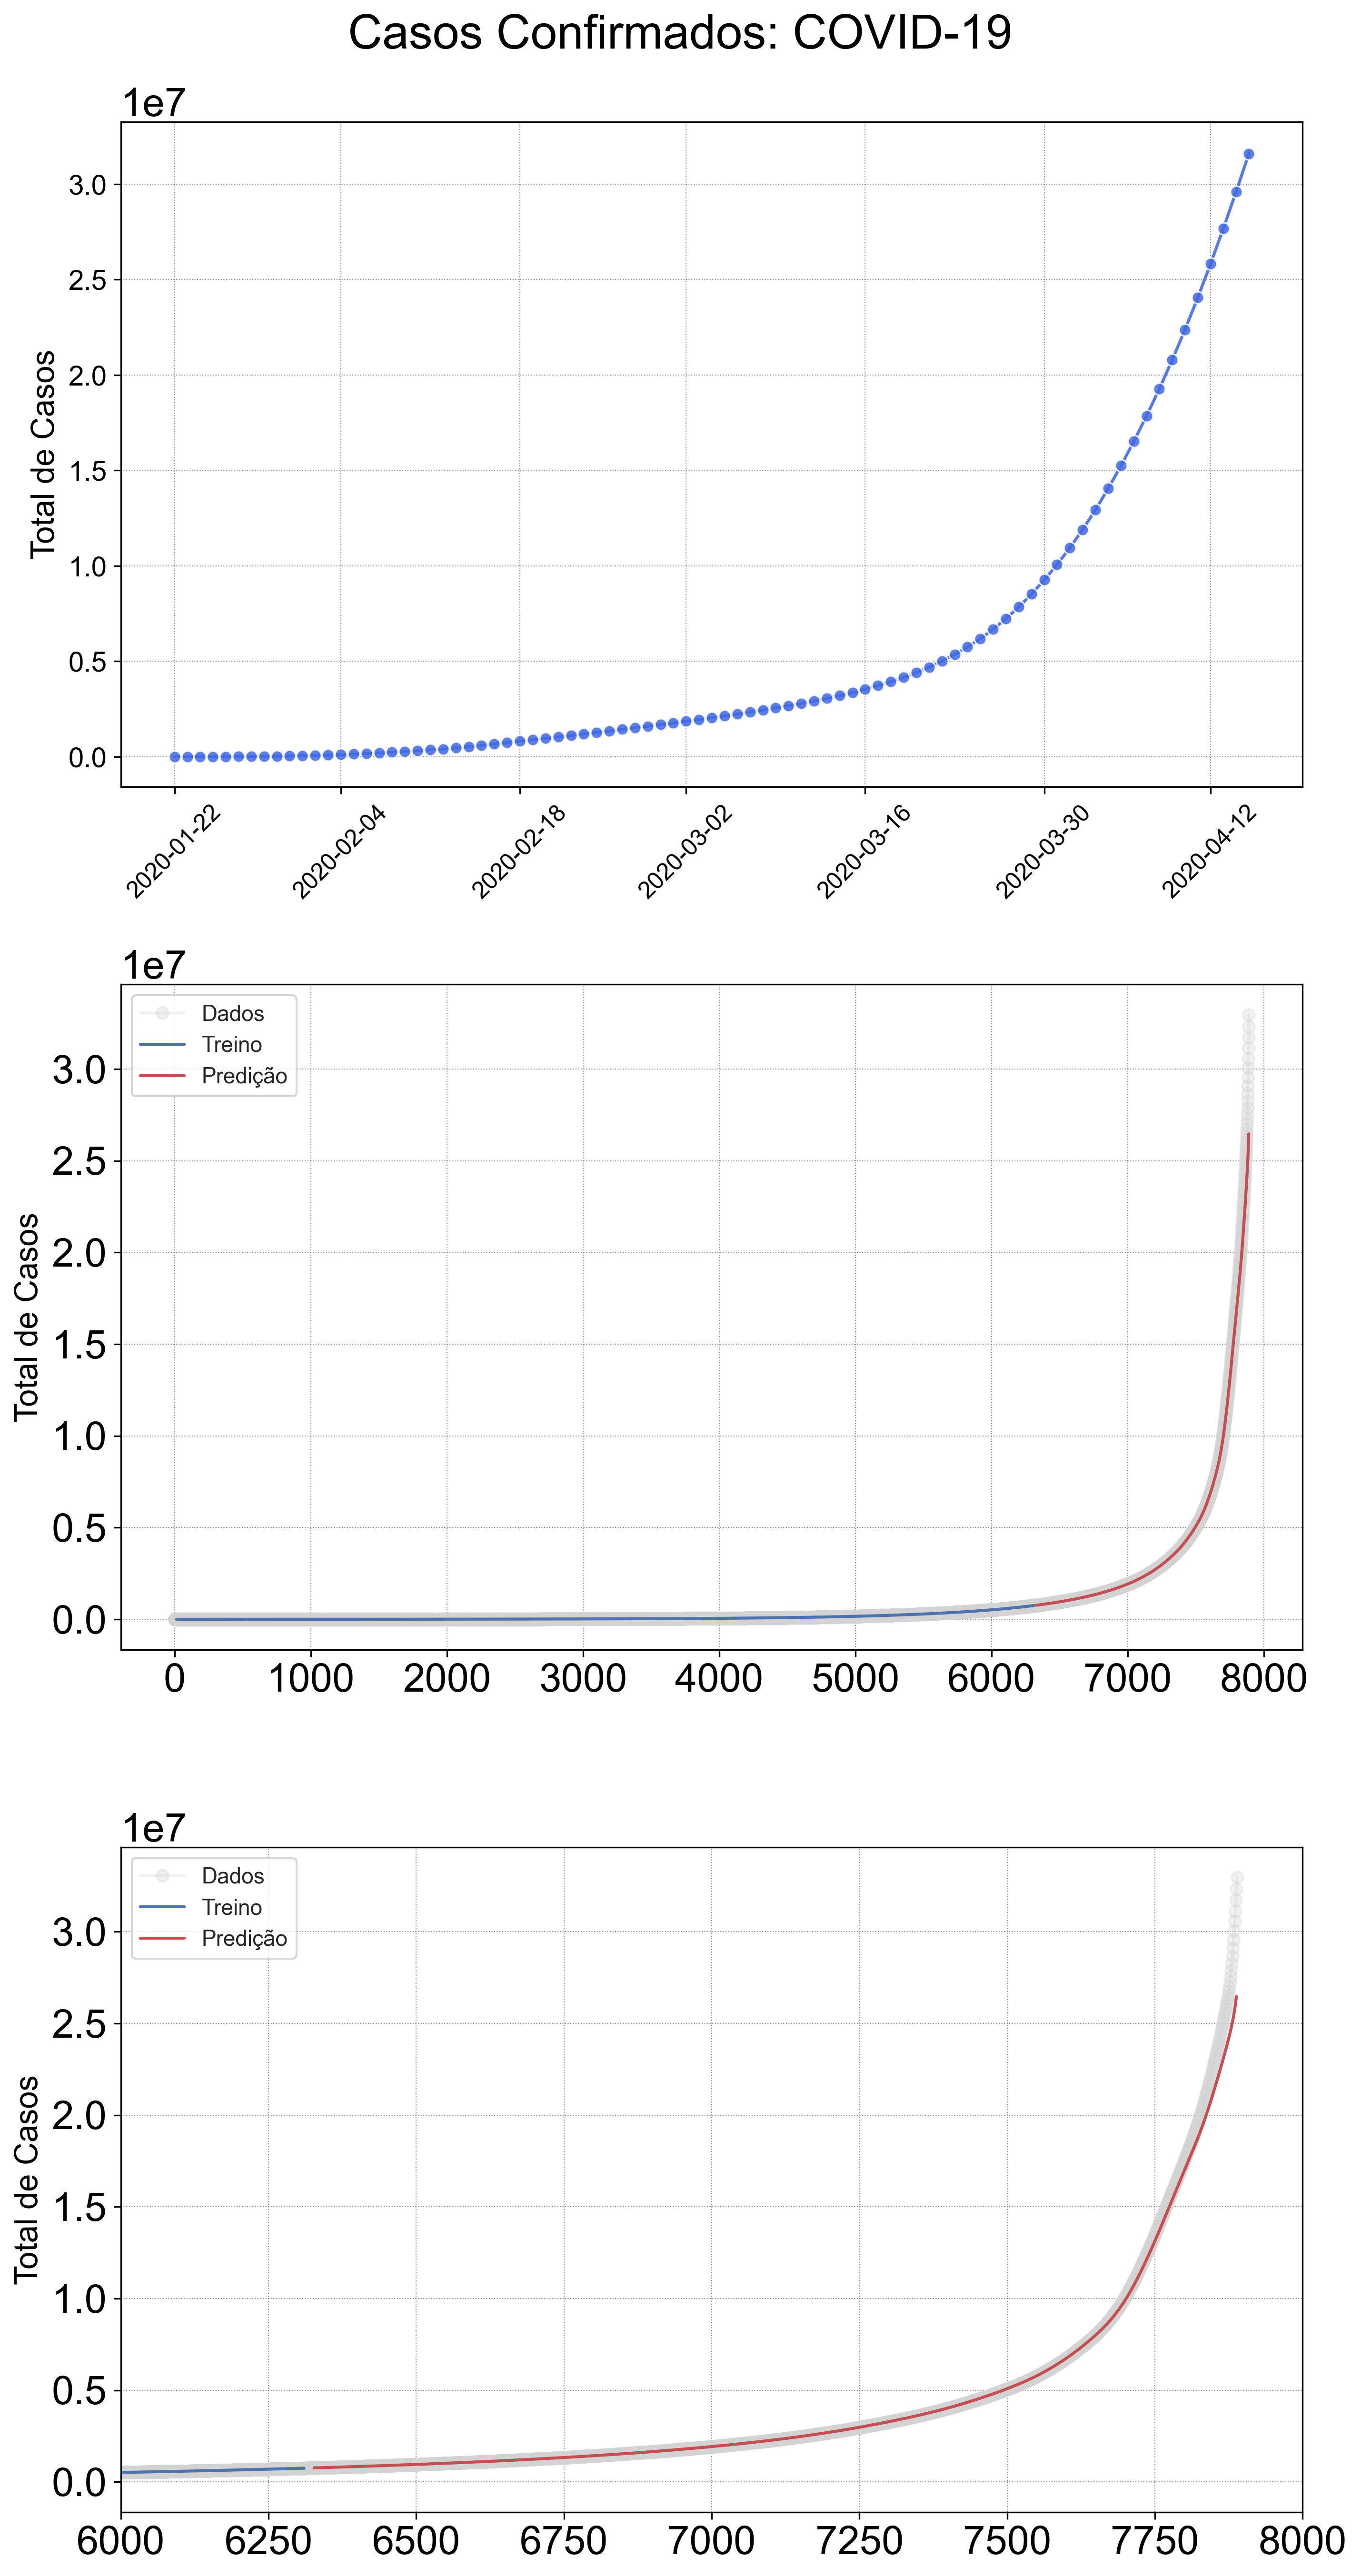 Casos Confirmados: COVID-19
1e7
3.0
2.5
2.0
1.5
1.0
0.5
0.0
Total de Casos
2020-01-22
2020-02-04
2020-02-18
2020-03-02
2020-03-16
2020-03-30
2020-04-12
1e7
Dados
Treino
Predição
3.0
2.5
2.0
1.5
1.0
0.5
0.0
Total de Casos
0 1000 2000 3000 4000 5000 6000 7000 8000
1e7
Dados
Treino
Predição
3.0
2.5
2.0
1.5
1.0
0.5
0.0
Total de Casos
6000 6250 6500 6750 7000 7250 7500 7750 8000